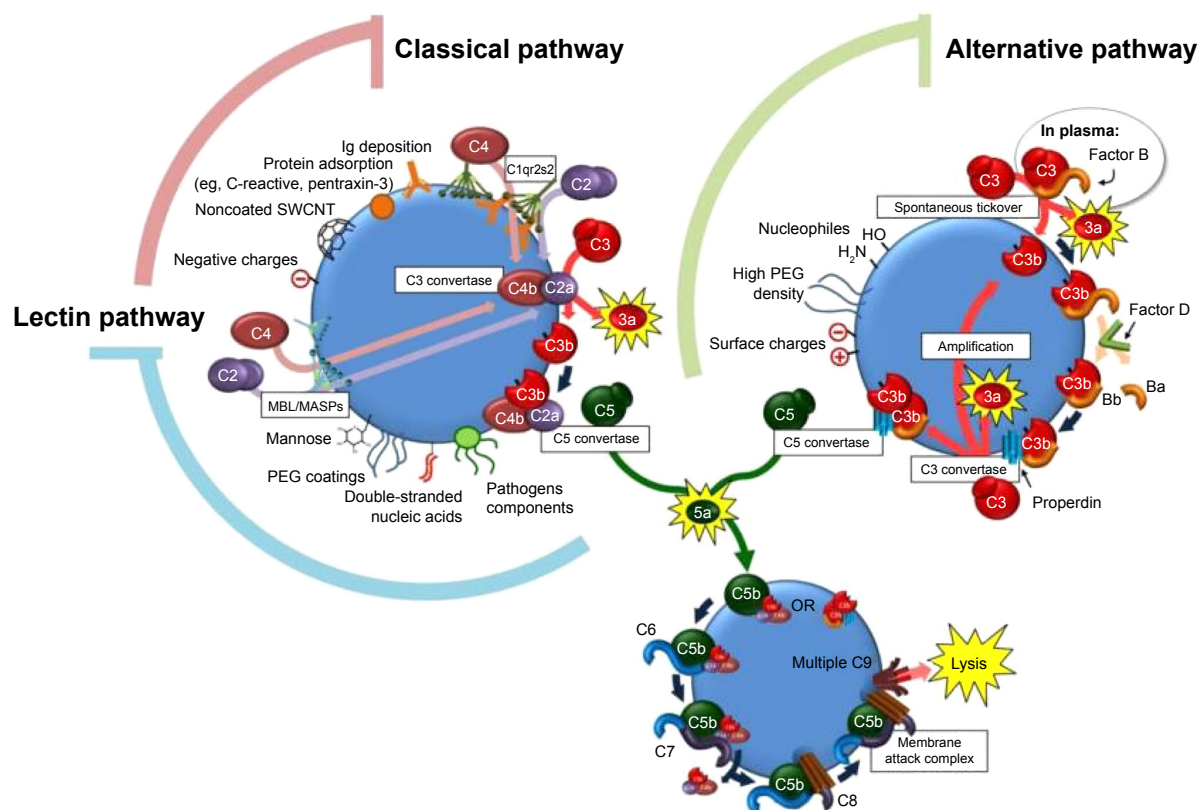 Classical pathway
Alternative pathway
Lectin pathway
Ig deposition
Protein adsorption
(eg, C-reactive, pentraxin-3)
Noncoated SWCNT
Negative charges
C4
C1qr2s2
C2
C3
C3 convertase
C4b
C2a
3a
C3b
C4
C2
MBL/MASPs
Mannose
PEG coatings
Double-stranded
nucleic acids
Pathogens
components
C3b
C4b
C2a
C5
C5 convertase
In plasma:
Factor B
C3
C3
Spontaneous tickover
3a
Nucleophiles
HO
H2N
High PEG
density
Surface charges
C3b
C3b
Factor D
Amplification
C3b
Bb
Ba
3a
C3b
C3b
C5
C5 convertase
C3b
C3 convertase
C3
Properdin
5a
C5b
OR
C6
C5b
Multiple C9
Lysis
C5b
C7
C5b
C8
C5b
Membrane
attack complex